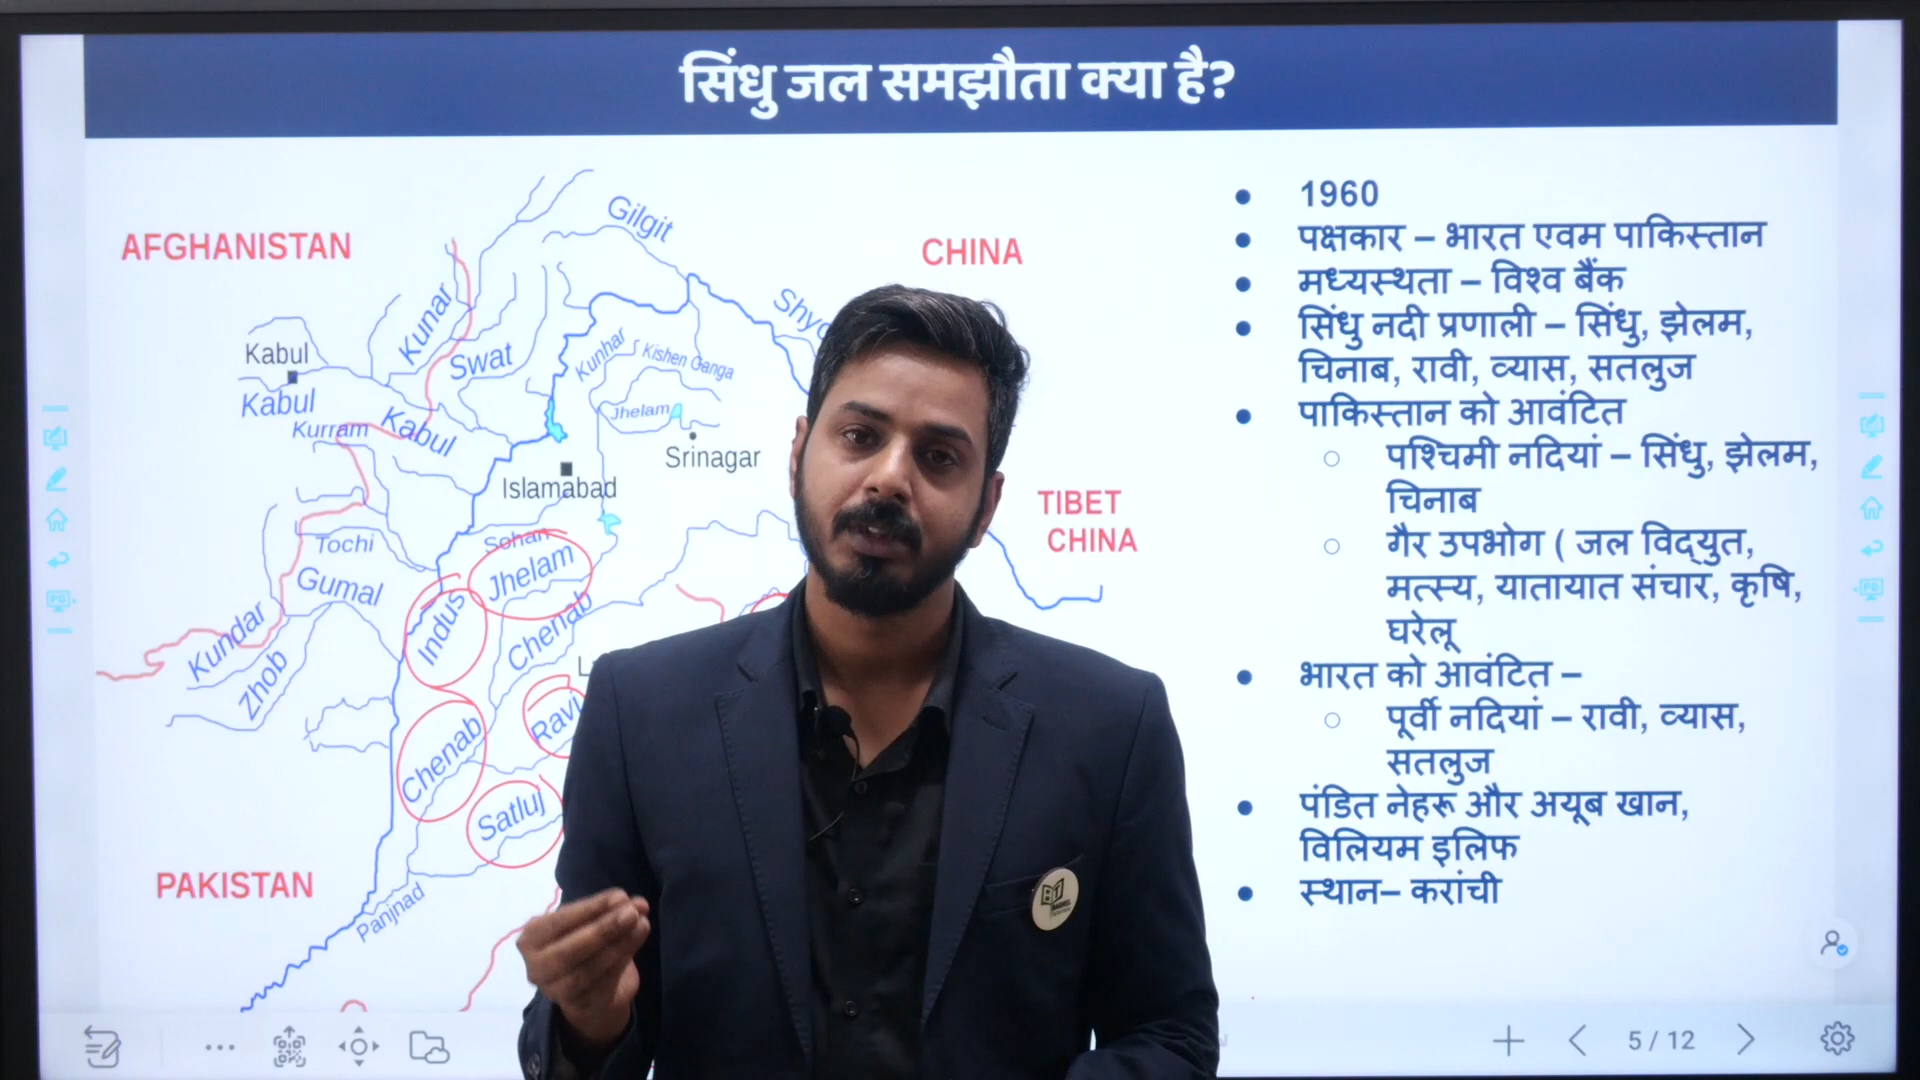 सिंधु जल समझौता क्या है?
AFGHANISTAN
Gilgit
CHINA
Kunar
Kabul
Swat
Kunhar
Kishen Ganga
Kabul
Kurram
Kabul
Jhelam
Srinagar
Islamabad
TIBET
CHINA
Tochi
Sohan
Jhelam
Gumal
Indus
Chenab
Kundar
Zhob
Ravi
Chenab
Satluj
PAKISTAN
Panjnad
• 1960
• पक्षकार – भारत एवम पाकिस्तान
• मध्यस्थता – विश्व बैंक
• सिंधु नदी प्रणाली – सिंधु, झेलम,
चिनाब, रावी, व्यास, सतलुज
• पाकिस्तान को आवंटित
○ पश्चिमी नदियां – सिंधु, झेलम,
चिनाब
○ गैर उपभोग ( जल विद्युत,
मत्स्य, यातायात संचार, कृषि,
घरेलू
• भारत को आवंटित –
○ पूर्वी नदियां – रावी, व्यास,
सतलुज
• पंडित नेहरू और अयूब खान,
विलियम इलिफ
• स्थान– करांची
5 / 12